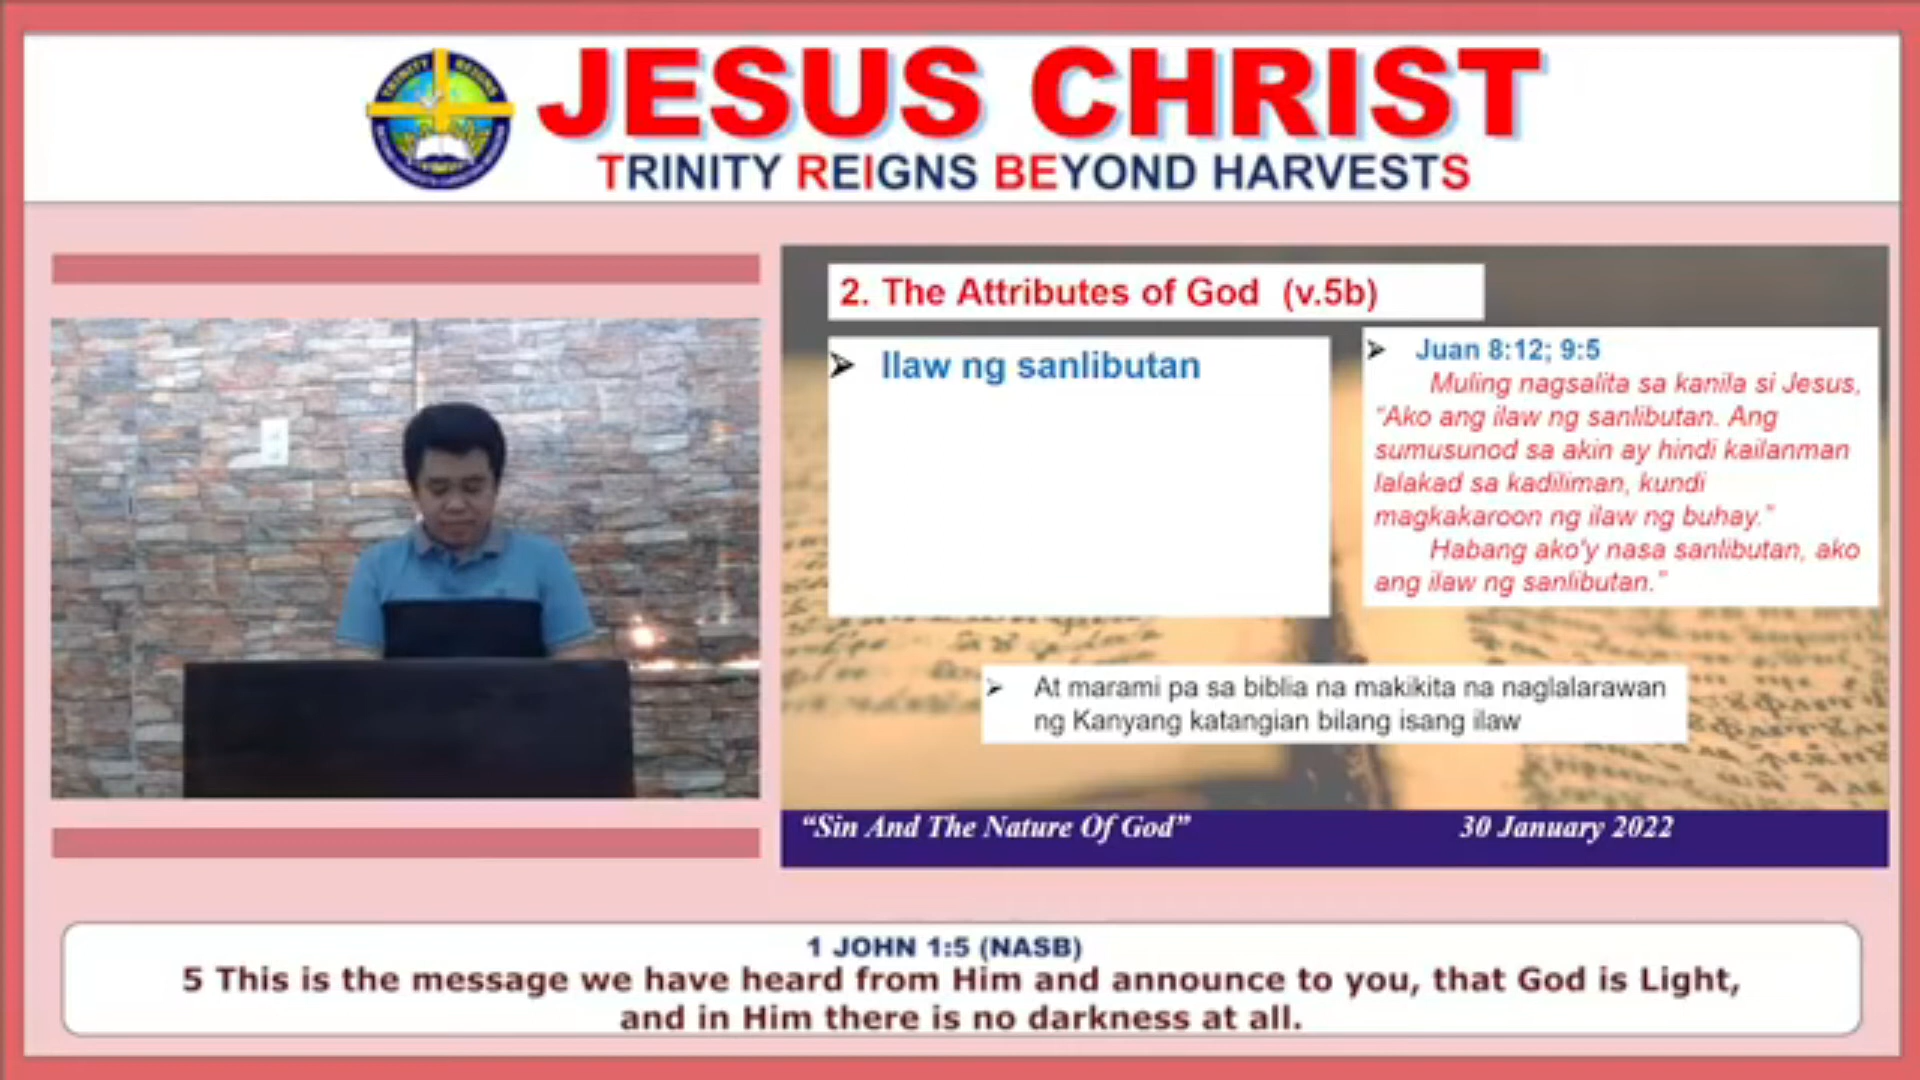 TRINITY REIGNS
JESUS CHRIST
TRINITY REIGNS BEYOND HARVESTS
2. The Attributes of God (v.5b)
➢ Ilaw ng sanlibutan
➢ Juan 8:12; 9:5
Muling nagsalita sa kanila si Jesus,
“Ako ang ilaw ng sanlibutan. Ang
sumusunod sa akin ay hindi kailanman
lalakad sa kadiliman, kundi
magkakaroon ng ilaw ng buhay.”
Habang ako'y nasa sanlibutan, ako
ang ilaw ng sanlibutan.”
➢ At marami pa sa biblia na makikita na naglalarawan
ng Kanyang katangian bilang isang ilaw
“Sin And The Nature Of God”
30 January 2022
1 JOHN 1:5 (NASB)
5 This is the message we have heard from Him and announce to you, that God is Light,
and in Him there is no darkness at all.